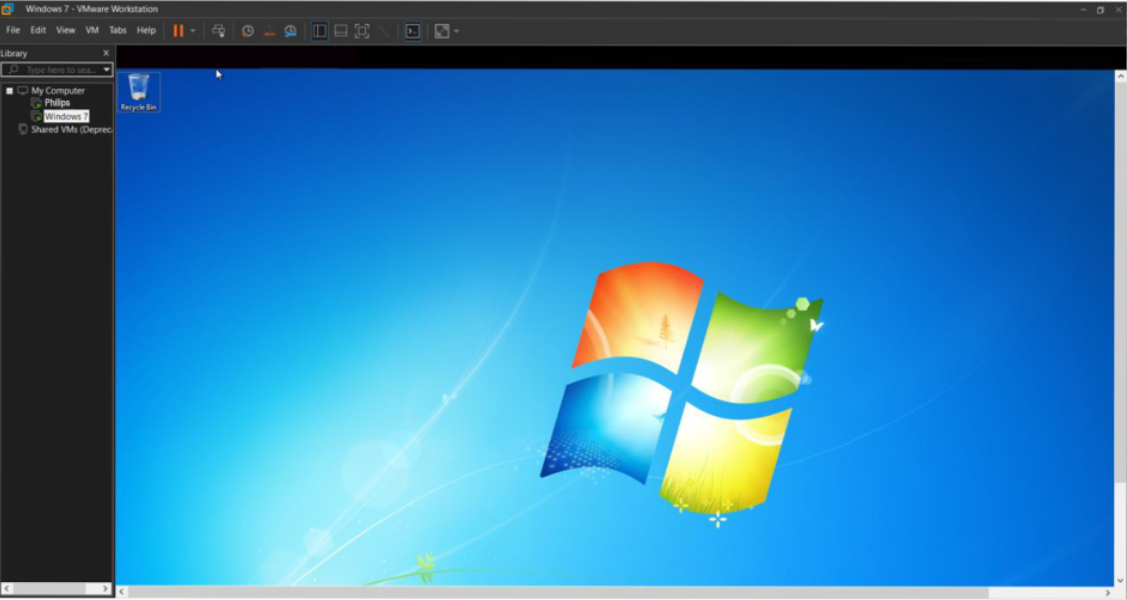 Windows 7 - VMware Workstation
File Edit View VM Tabs Help
Library X
Type here to sea...
My Computer
Philips
Windows 7
Shared VMs (Deprec
Recycle Bin